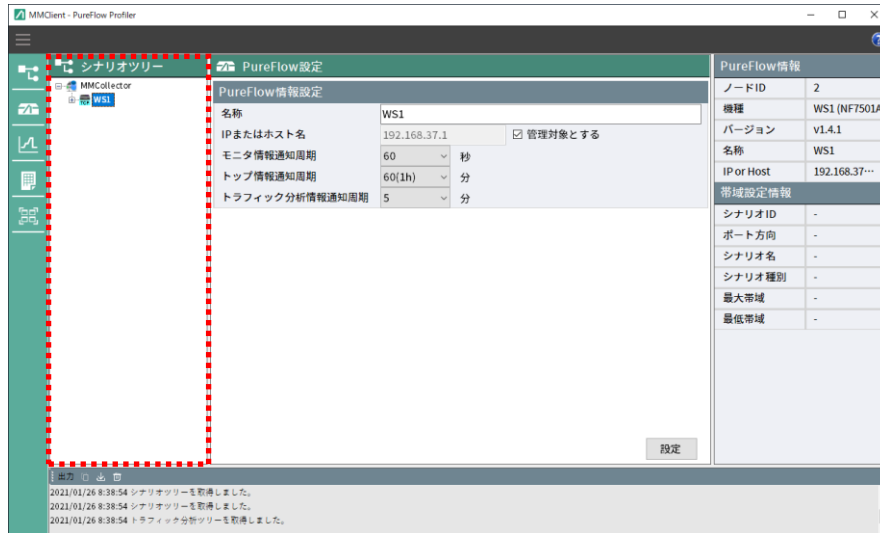 MMClient - PureFlow Profiler
シナリオツリー
MMCollector
WS1
PureFlow設定
PureFlow情報設定
名称 WS1
IPまたはホスト名 192.168.37.1 管理対象とする
モニタ情報通知周期 60 秒
トップ情報通知周期 60(1h) 分
トラフィック分析情報通知周期 5 分
設定
PureFlow情報
ノードID 2
機種 WS1 (NF7501A
バージョン v1.4.1
名称 WS1
IP or Host 192.168.37…
帯域設定情報
シナリオID -
ポート方向 -
シナリオ名 -
シナリオ種別 -
最大帯域 -
最低帯域 -
出力
2021/01/26 8:38:54 シナリオツリーを取得しました。
2021/01/26 8:38:54 シナリオツリーを取得しました。
2021/01/26 8:38:54 トラフィック分析ツリーを取得しました。